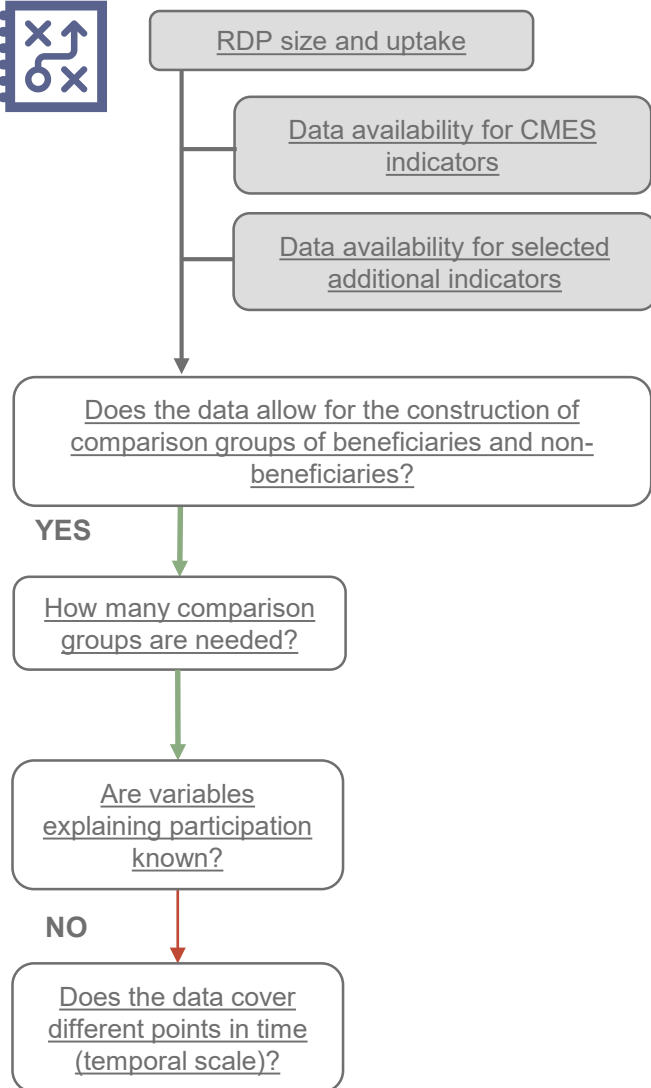 RDP size and uptake
Data availability for CMES
indicators
Data availability for selected
additional indicators
Does the data allow for the construction of
comparison groups of beneficiaries and non-
beneficiaries?
YES
How many comparison
groups are needed?
Are variables
explaining participation
known?
NO
Does the data cover
different points in time
(temporal scale)?